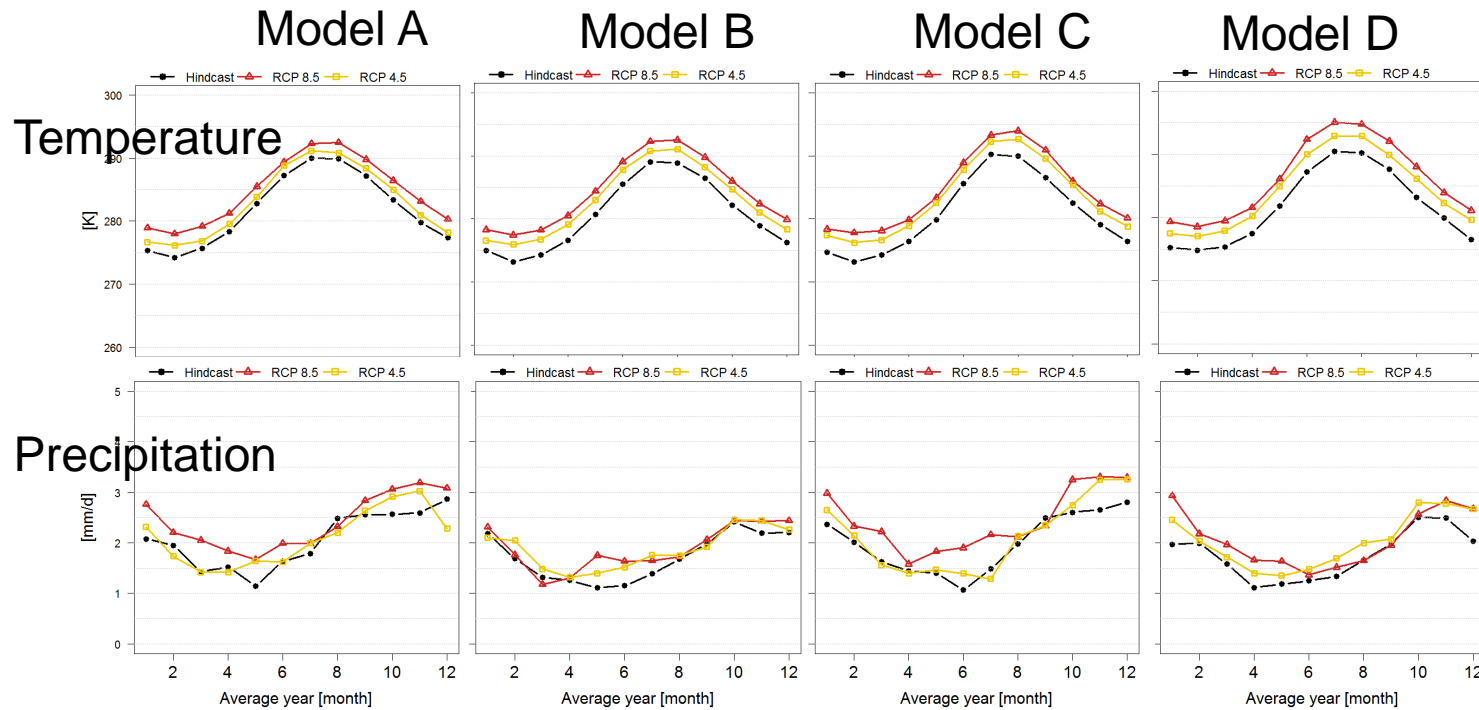 Model A Model B Model C Model D
Hindcast RCP 8.5 RCP 4.5 Hindcast RCP 8.5 RCP 4.5 Hindcast RCP 8.5 RCP 4.5 Hindcast RCP 8.5 RCP 4.5
300
Temperature
290
[K]
280
270
260
Hindcast RCP 8.5 RCP 4.5 Hindcast RCP 8.5 RCP 4.5 Hindcast RCP 8.5 RCP 4.5 Hindcast RCP 8.5 RCP 4.5
5
Precipitation
3
[mm/d]
2
1
0
2 4 6 8 10 12 2 4 6 8 10 12 2 4 6 8 10 12 2 4 6 8 10 12
Average year [month] Average year [month] Average year [month] Average year [month]